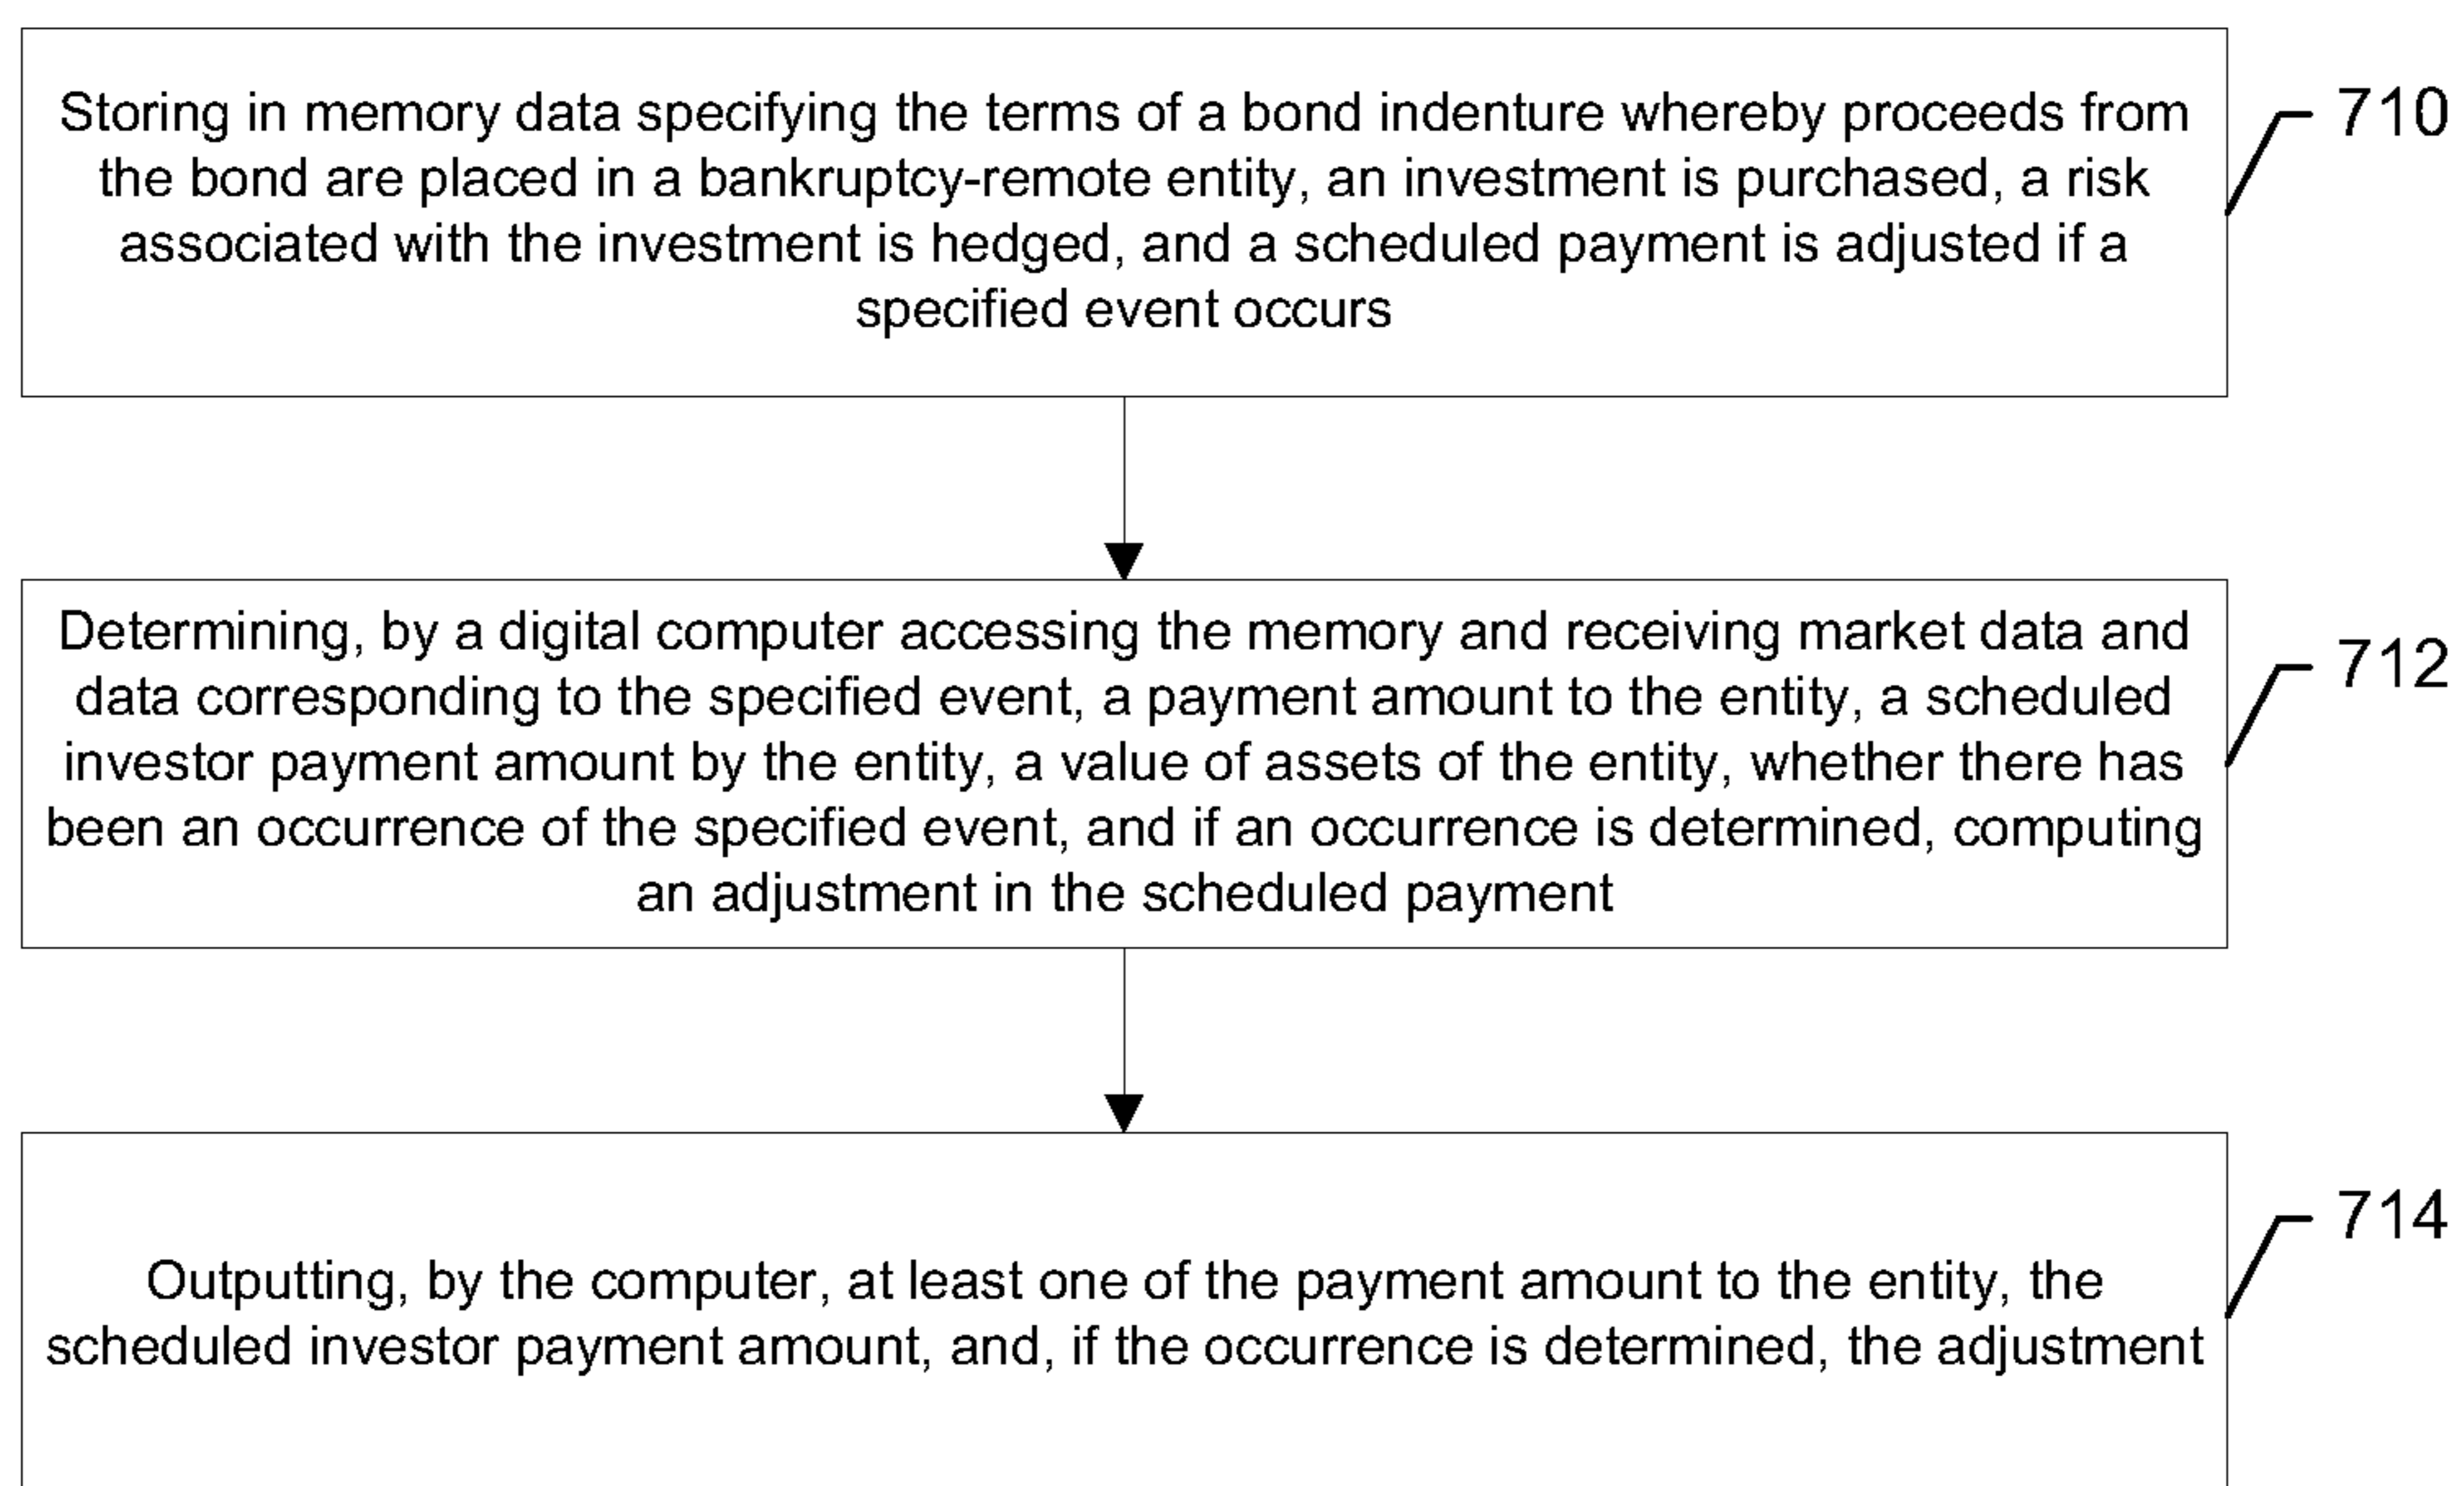 Storing in memory data specifying the terms of a bond indenture whereby proceeds from
the bond are placed in a bankruptcy-remote entity, an investment is purchased, a risk
associated with the investment is hedged, and a scheduled payment is adjusted if a
specified event occurs
710
Determining, by a digital computer accessing the memory and receiving market data and
data corresponding to the specified event, a payment amount to the entity, a scheduled
investor payment amount by the entity, a value of assets of the entity, whether there has
been an occurrence of the specified event, and if an occurrence is determined, computing
an adjustment in the scheduled payment
712
Outputting, by the computer, at least one of the payment amount to the entity, the
scheduled investor payment amount, and, if the occurrence is determined, the adjustment
714